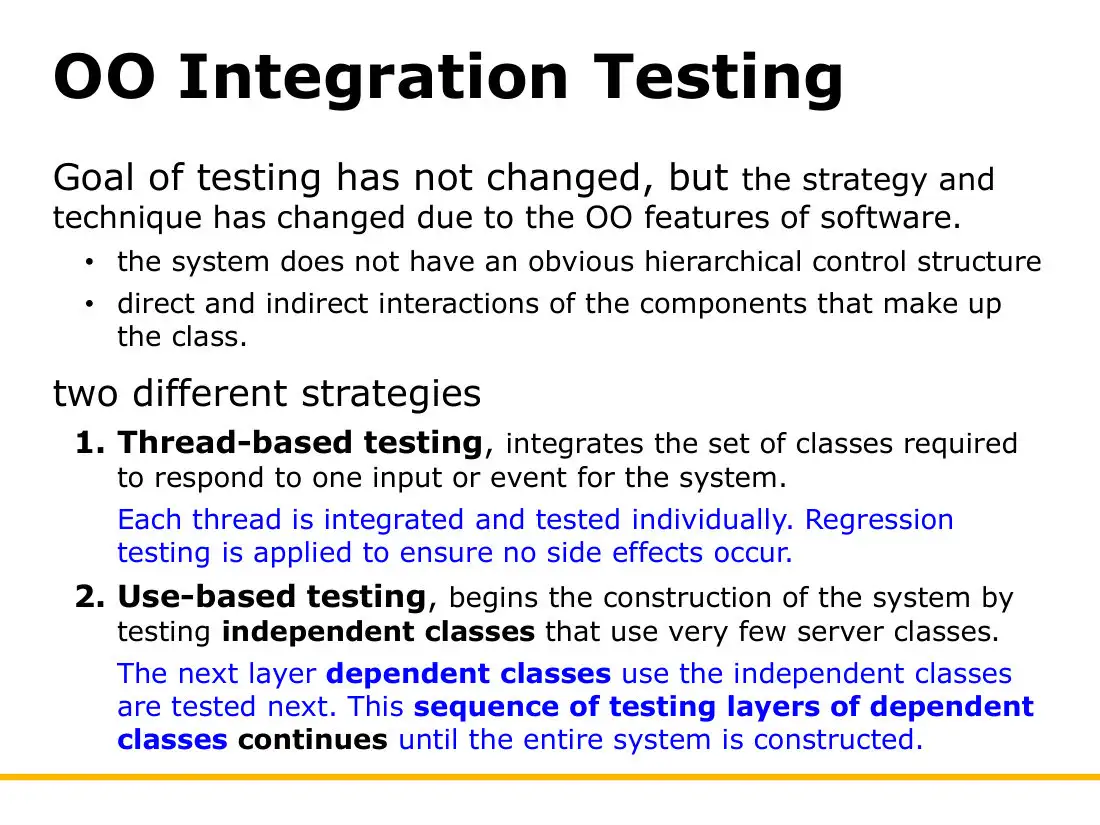 OO Integration Testing
Goal of testing has not changed, but the strategy and
technique has changed due to the OO features of software.
• the system does not have an obvious hierarchical control structure
• direct and indirect interactions of the components that make up
the class.
two different strategies
1. Thread-based testing, integrates the set of classes required
to respond to one input or event for the system.
Each thread is integrated and tested individually. Regression
testing is applied to ensure no side effects occur.
2. Use-based testing, begins the construction of the system by
testing independent classes that use very few server classes.
The next layer dependent classes use the independent classes
are tested next. This sequence of testing layers of dependent
classes continues until the entire system is constructed.